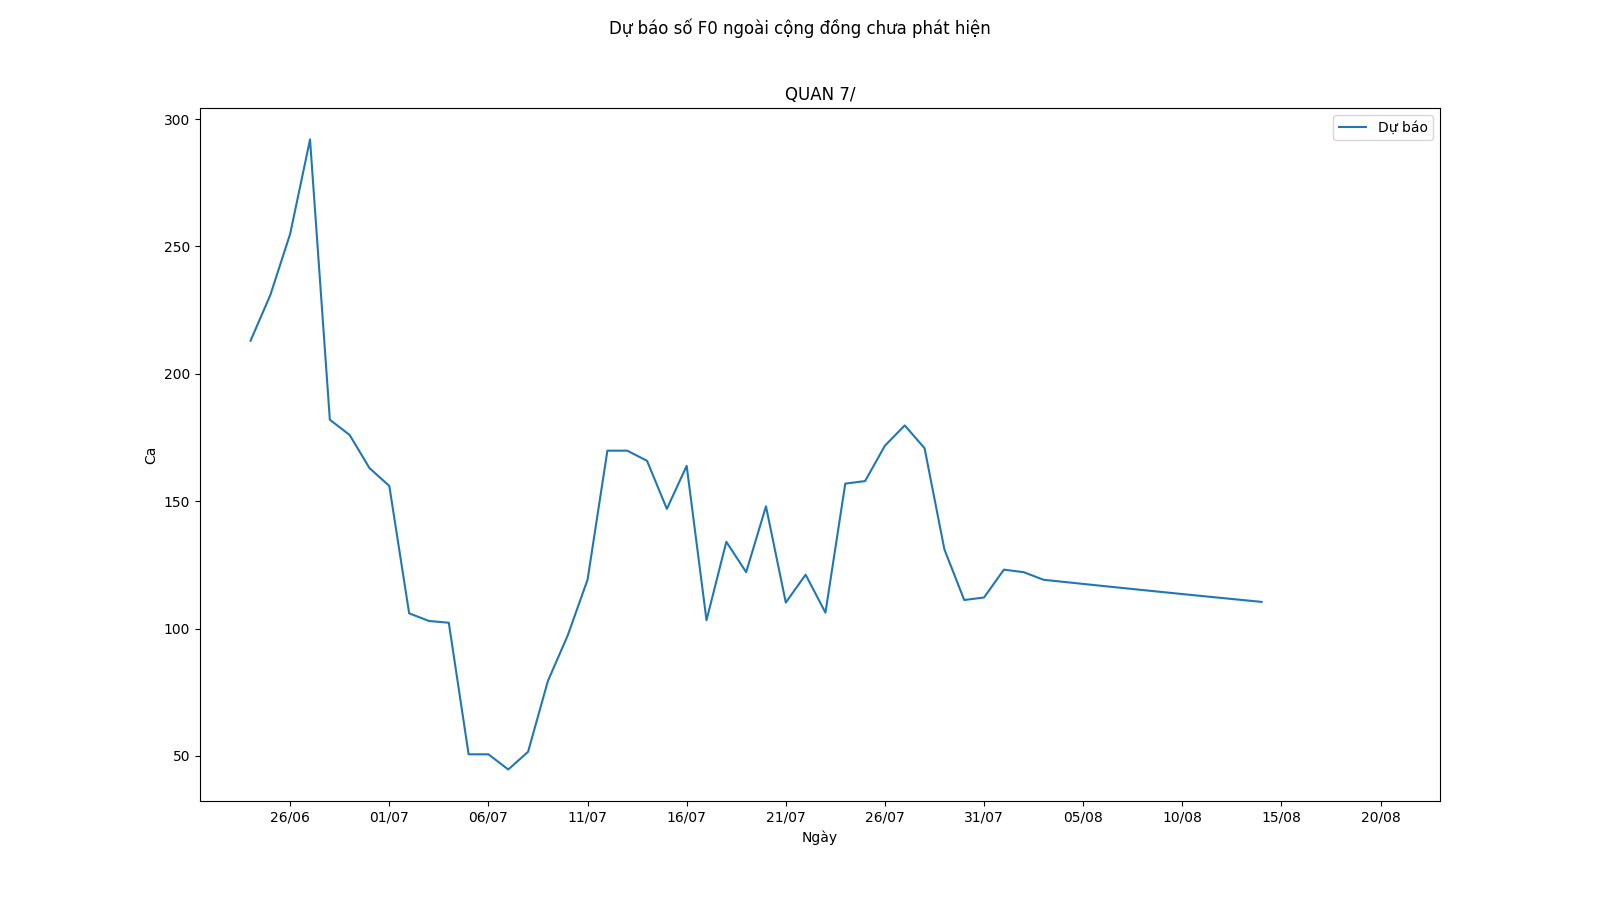 Dự báo số F0 ngoài cộng đồng chưa phát hiện
QUAN 7/
Dự báo
300
250
200
150
100
50
Ca
26/06 01/07 06/07 11/07 16/07 21/07 26/07 31/07 05/08 10/08 15/08 20/08
Ngày